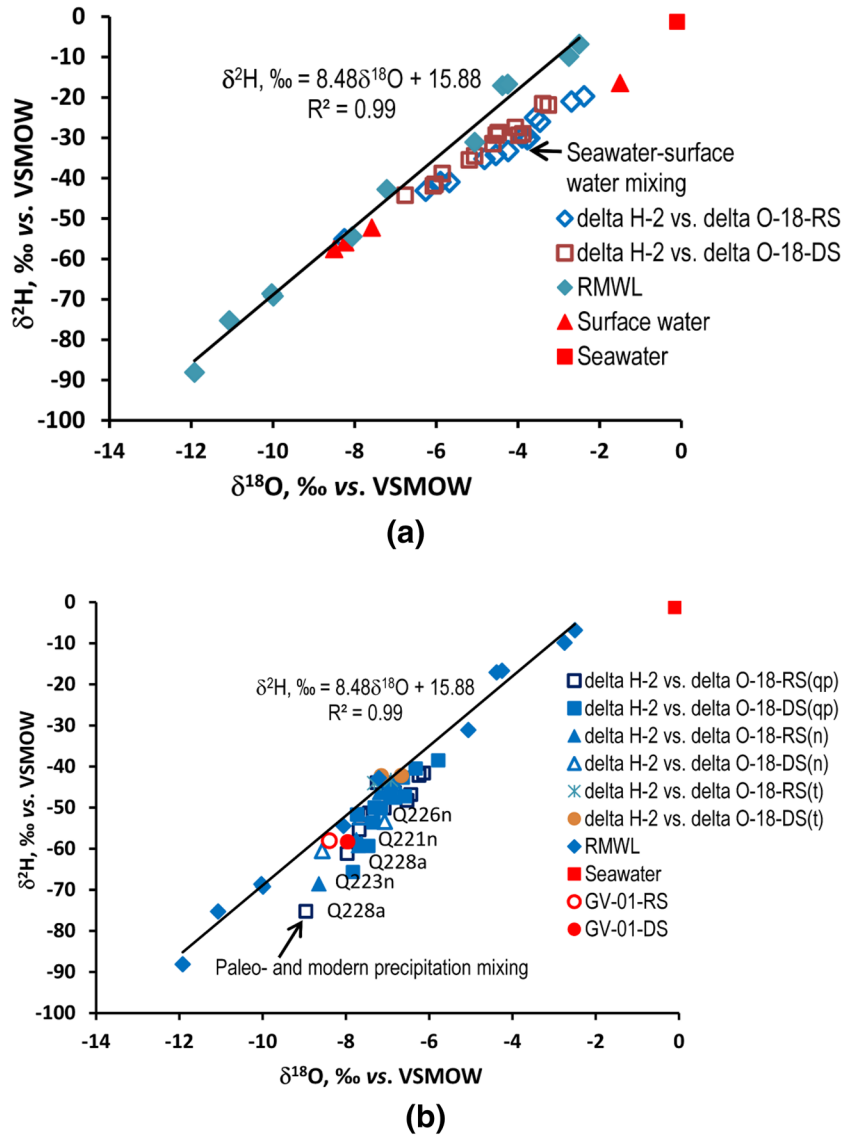 0
-10
-20
-30
-40
-50
-60
-70
-80
-90
-100
δ²H, ‰ vs. VSMOW
δ²H, ‰ = 8.48δ¹⁸O + 15.88
R² = 0.99
Seawater-surface
water mixing
delta H-2 vs. delta O-18-RS
delta H-2 vs. delta O-18-DS
RMWL
Surface water
Seawater
-14 -12 -10 -8 -6 -4 -2 0
δ¹⁸O, ‰ vs. VSMOW
(a)
0
-10
-20
-30
-40
-50
-60
-70
-80
-90
-100
δ²H, ‰ vs. VSMOW
δ²H, ‰ = 8.48δ¹⁸O + 15.88
R² = 0.99
Q226n
Q221n
Q228a
Q223n
Q228a
Paleo- and modern precipitation mixing
delta H-2 vs. delta O-18-RS(qp)
delta H-2 vs. delta O-18-DS(qp)
delta H-2 vs. delta O-18-RS(n)
delta H-2 vs. delta O-18-DS(n)
delta H-2 vs. delta O-18-RS(t)
delta H-2 vs. delta O-18-DS(t)
RMWL
Seawater
GV-01-RS
GV-01-DS
-14 -12 -10 -8 -6 -4 -2 0
δ¹⁸O, ‰ vs. VSMOW
(b)